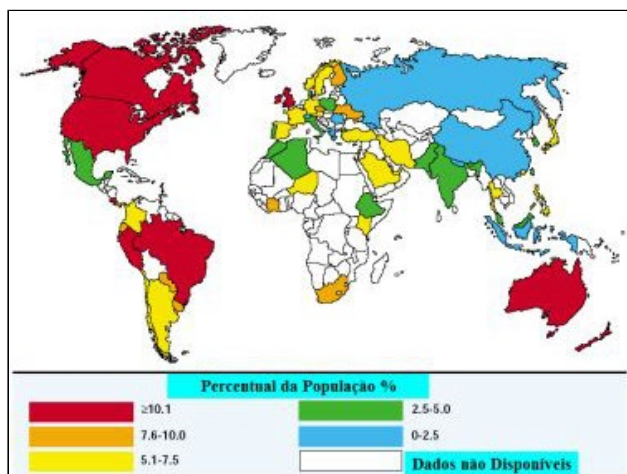 Percentual da População %
≥10.1
7.6-10.0
5.1-7.5
2.5-5.0
0-2.5
Dados não Disponíveis